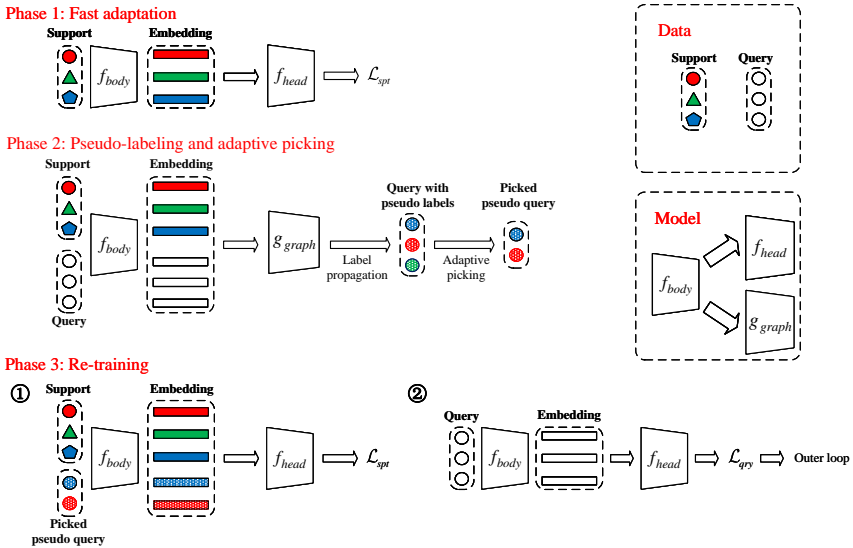 Phase 1: Fast adaptation
Support
Embedding
f_body
f_head
ℒ_spt
Data
Support
Query
Phase 2: Pseudo-labeling and adaptive picking
Support
Embedding
Query with
pseudo labels
Picked
pseudo query
f_body
g_graph
Label
propagation
Adaptive
picking
Query
Model
f_body
f_head
g_graph
Phase 3: Re-training
①
Support
Embedding
f_body
f_head
ℒ_spt
Picked
pseudo query
②
Query
Embedding
f_body
f_head
ℒ_qry
Outer loop